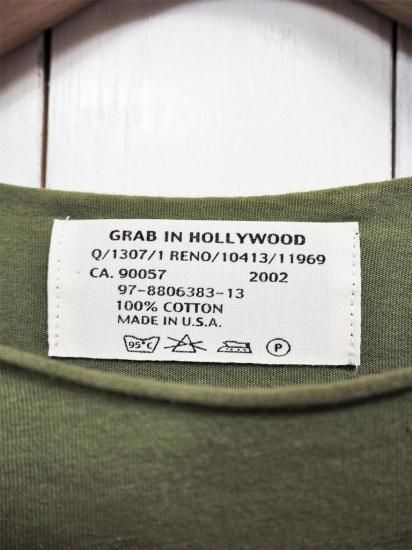 GRAB IN HOLLYWOOD
Q/1307/1 RENO/10413/11969
CA. 90057 2002
97-8806383-13
100% COTTON
MADE IN U.S.A.
95°C P